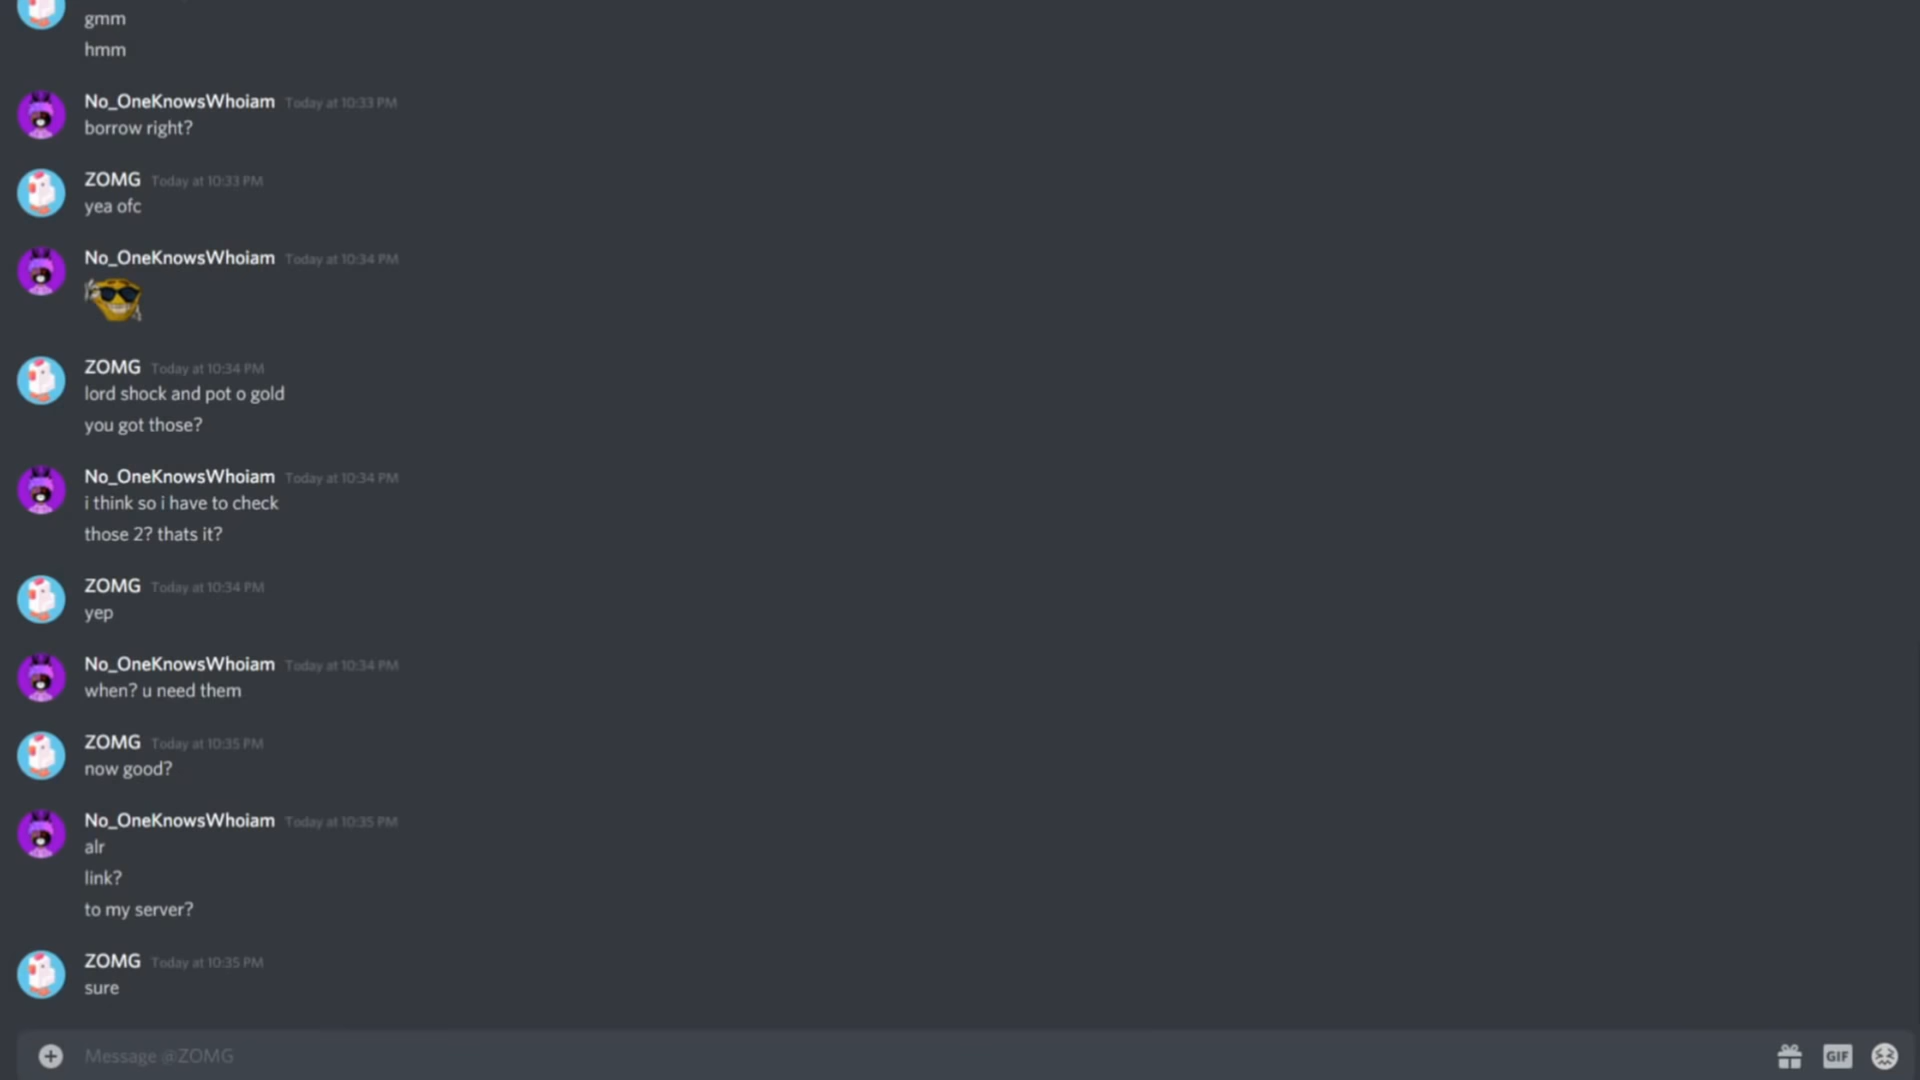 gmm
hmm
No_OneKnowsWhoiam Today at 10:33 PM
borrow right?
ZOMG Today at 10:33 PM
yea ofc
No_OneKnowsWhoiam Today at 10:34 PM
ZOMG Today at 10:34 PM
lord shock and pot o gold
you got those?
No_OneKnowsWhoiam Today at 10:34 PM
i think so i have to check
those 2? thats it?
ZOMG Today at 10:34 PM
yep
No_OneKnowsWhoiam Today at 10:34 PM
when? u need them
ZOMG Today at 10:35 PM
now good?
No_OneKnowsWhoiam Today at 10:35 PM
alr
link?
to my server?
ZOMG Today at 10:35 PM
sure
Message @ZOMG
GIF